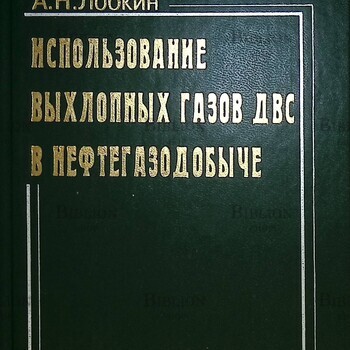 А.Н.Лобкин
ИСПОЛЬЗОВАНИЕ
ВЫХЛОПНЫХ ГАЗОВ ДВС
В НЕФТЕГАЗОДОБЫЧЕ